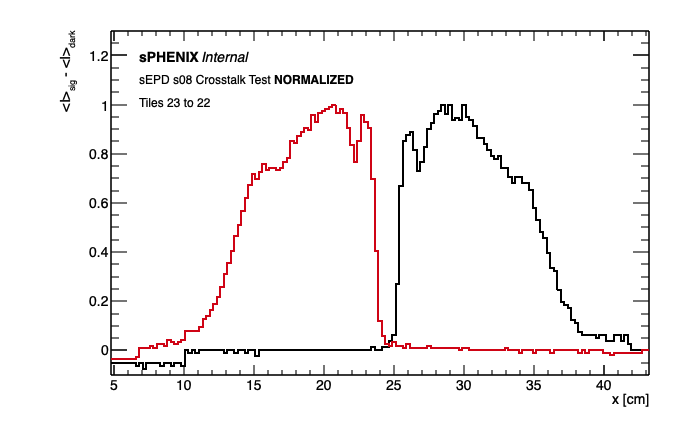 <I>sig - <I>dark
sPHENIX Internal
sEPD s08 Crosstalk Test NORMALIZED
Tiles 23 to 22
1.2
1
0.8
0.6
0.4
0.2
0
5 10 15 20 25 30 35 40
x [cm]